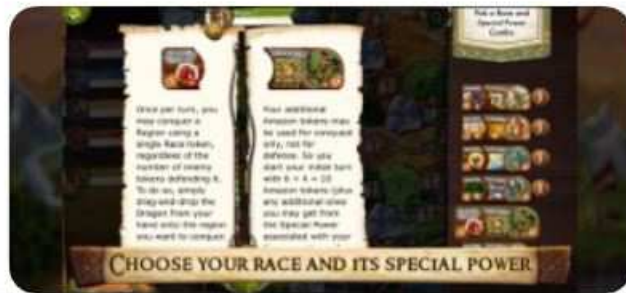 Pick a Race and
Special Power
Combo
Once per turn, you
may conquer a
Region using a
single Race token,
regardless of the
number of enemy
tokens defending it.
To do so, simply
drag-and-drop the
Dragon from your
hand onto the region
you want to conquer
Your additional
Amazon tokens may
be used for conquest
only, not for
defense. So you
start your initial turn
with 6 + 4 = 10
Amazon tokens (plus
any additional ones
you may get from
the Special Power
associated with your
CHOOSE YOUR RACE AND ITS SPECIAL POWER